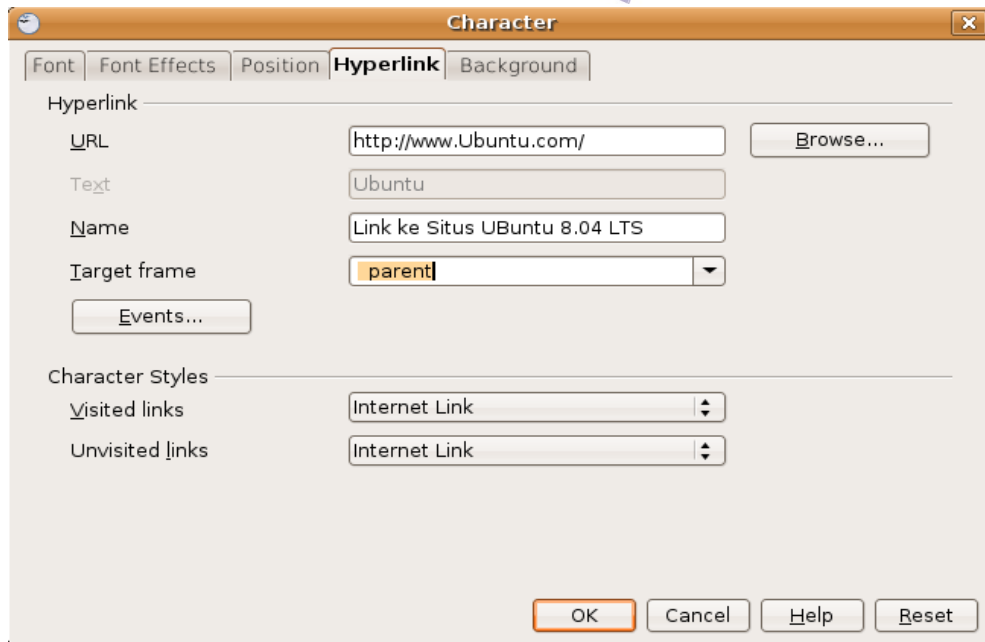 Character
Font Font Effects Position Hyperlink Background
Hyperlink
URL http://www.Ubuntu.com/ Browse...
Text Ubuntu
Name Link ke Situs UBuntu 8.04 LTS
Target frame _parent
Events...
Character Styles
Visited links Internet Link
Unvisited links Internet Link
OK Cancel Help Reset